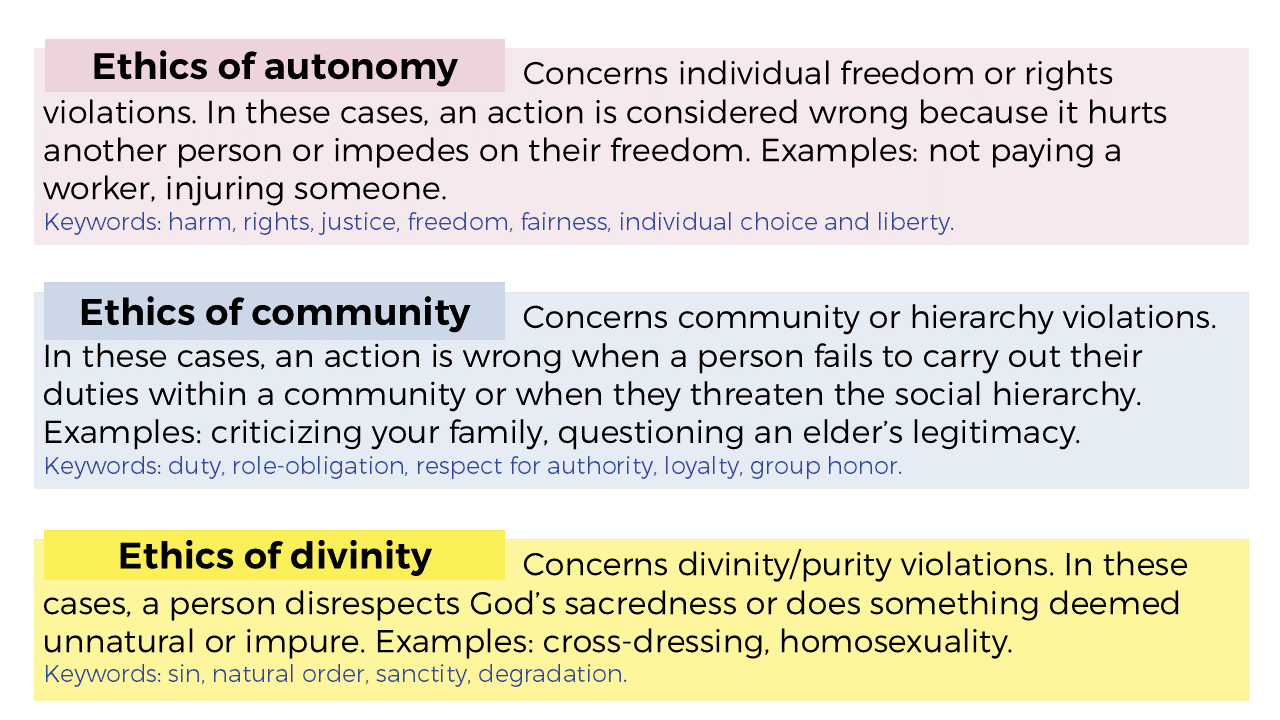 Ethics of autonomy Concerns individual freedom or rights
violations. In these cases, an action is considered wrong because it hurts
another person or impedes on their freedom. Examples: not paying a
worker, injuring someone.
Keywords: harm, rights, justice, freedom, fairness, individual choice and liberty.
Ethics of community Concerns community or hierarchy violations.
In these cases, an action is wrong when a person fails to carry out their
duties within a community or when they threaten the social hierarchy.
Examples: criticizing your family, questioning an elder’s legitimacy.
Keywords: duty, role-obligation, respect for authority, loyalty, group honor.
Ethics of divinity Concerns divinity/purity violations. In these
cases, a person disrespects God’s sacredness or does something deemed
unnatural or impure. Examples: cross-dressing, homosexuality.
Keywords: sin, natural order, sanctity, degradation.